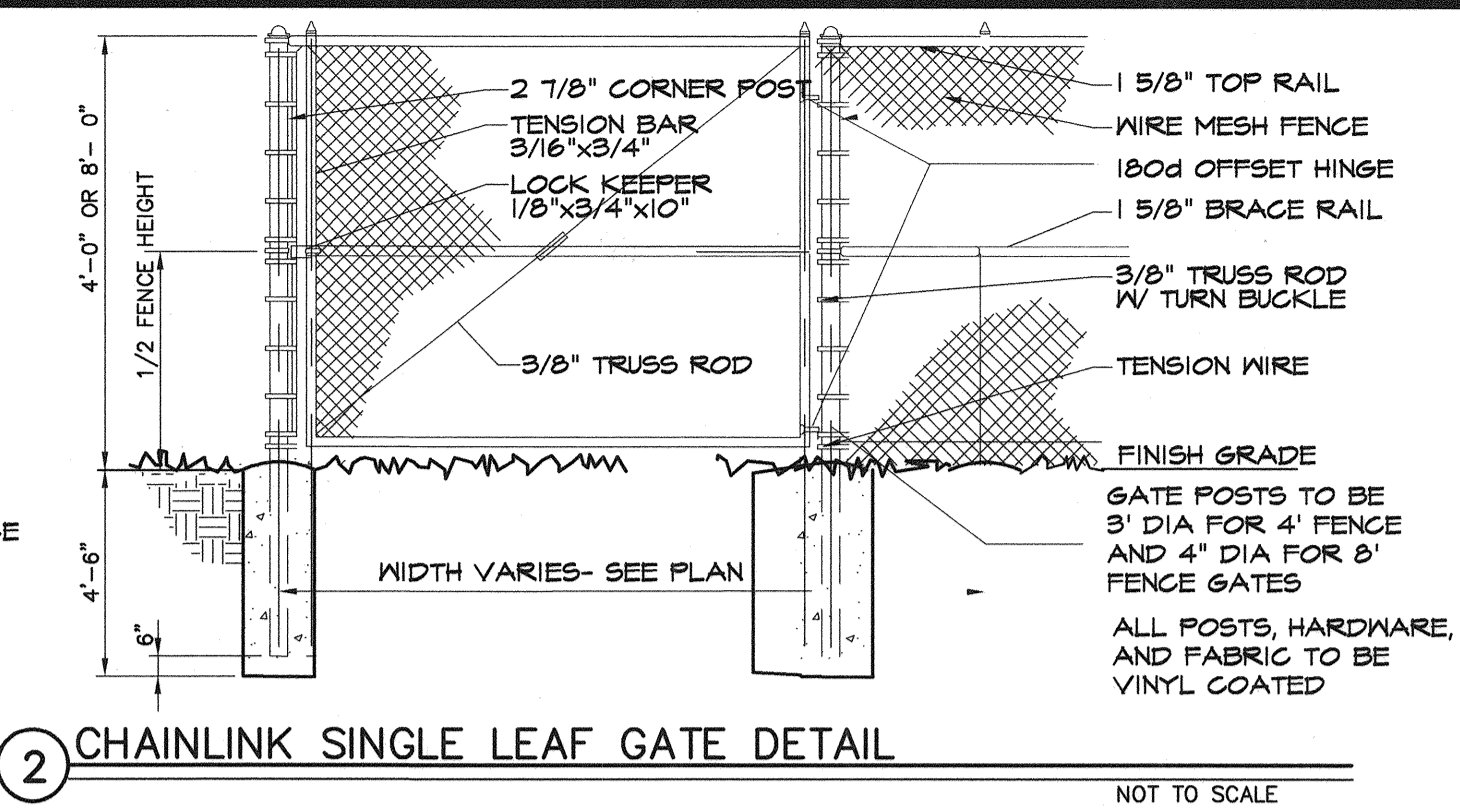 4'-0" OR 8'- 0"
1/2 FENCE HEIGHT
4'-6"
6"
2 7/8" CORNER POST
TENSION BAR
3/16"x3/4"
LOCK KEEPER
1/8"x3/4"x10"
3/8" TRUSS ROD
WIDTH VARIES- SEE PLAN
1 5/8" TOP RAIL
WIRE MESH FENCE
180d OFFSET HINGE
1 5/8" BRACE RAIL
3/8" TRUSS ROD
W/ TURN BUCKLE
TENSION WIRE
FINISH GRADE
GATE POSTS TO BE
3' DIA FOR 4' FENCE
AND 4" DIA FOR 8'
FENCE GATES
ALL POSTS, HARDWARE,
AND FABRIC TO BE
VINYL COATED
2 CHAINLINK SINGLE LEAF GATE DETAIL
NOT TO SCALE